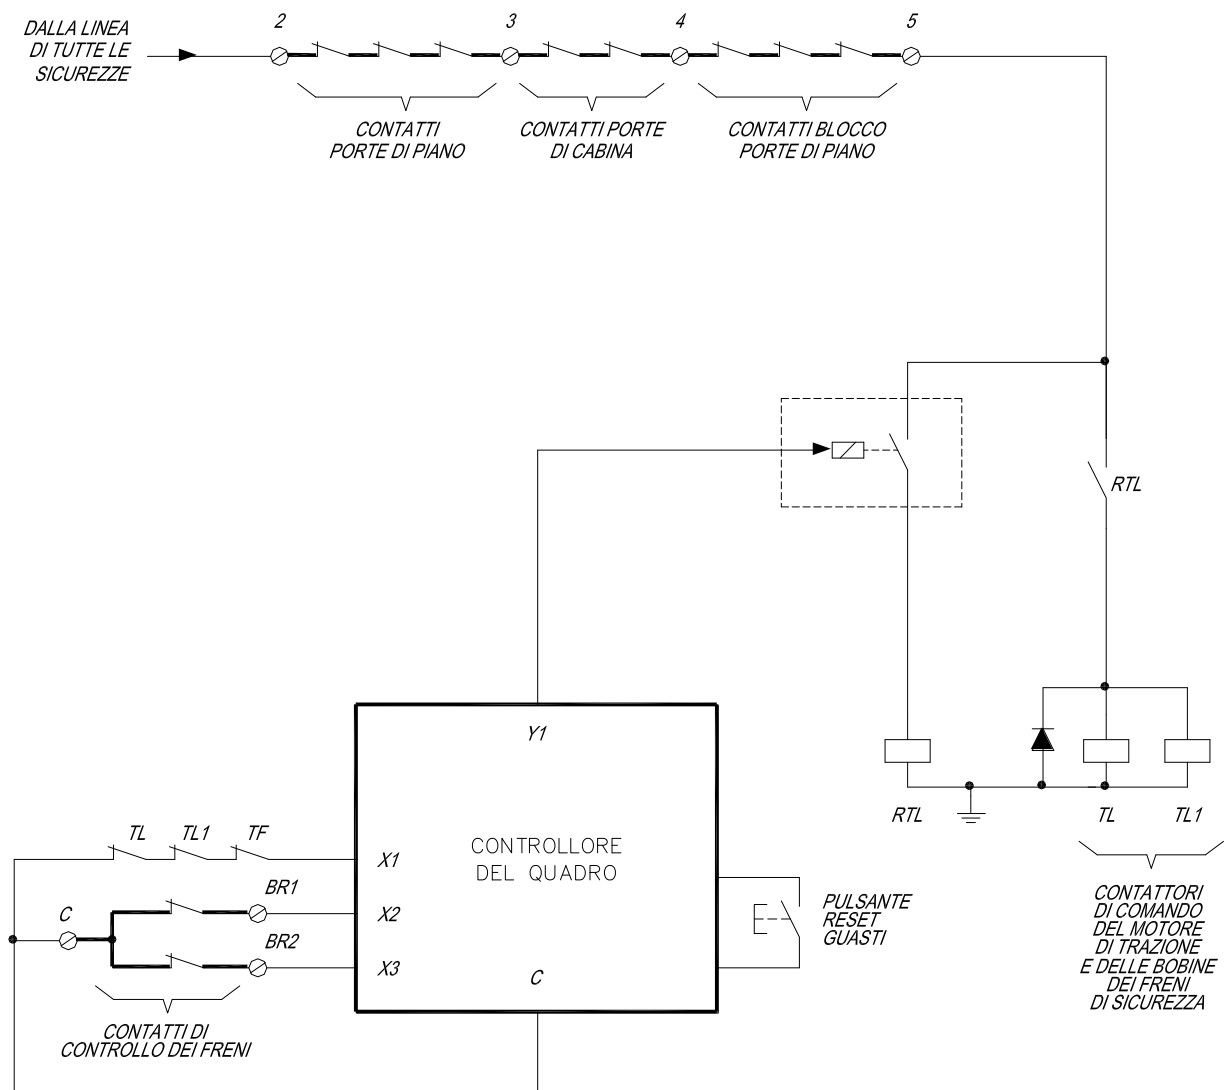 DALLA LINEA
DI TUTTE LE
SICUREZZE
2
3
4
5
CONTATTI
PORTE DI PIANO
CONTATTI PORTE
DI CABINA
CONTATTI BLOCCO
PORTE DI PIANO
RTL
Y1
CONTROLLORE
DEL QUADRO
X1
X2
X3
C
TL
TL1
TF
BR1
C
BR2
CONTATTI DI
CONTROLLO DEI FRENI
PULSANTE
RESET
GUASTI
RTL
TL
TL1
CONTATTORI
DI COMANDO
DEL MOTORE
DI TRAZIONE
E DELLE BOBINE
DEI FRENI
DI SICUREZZA